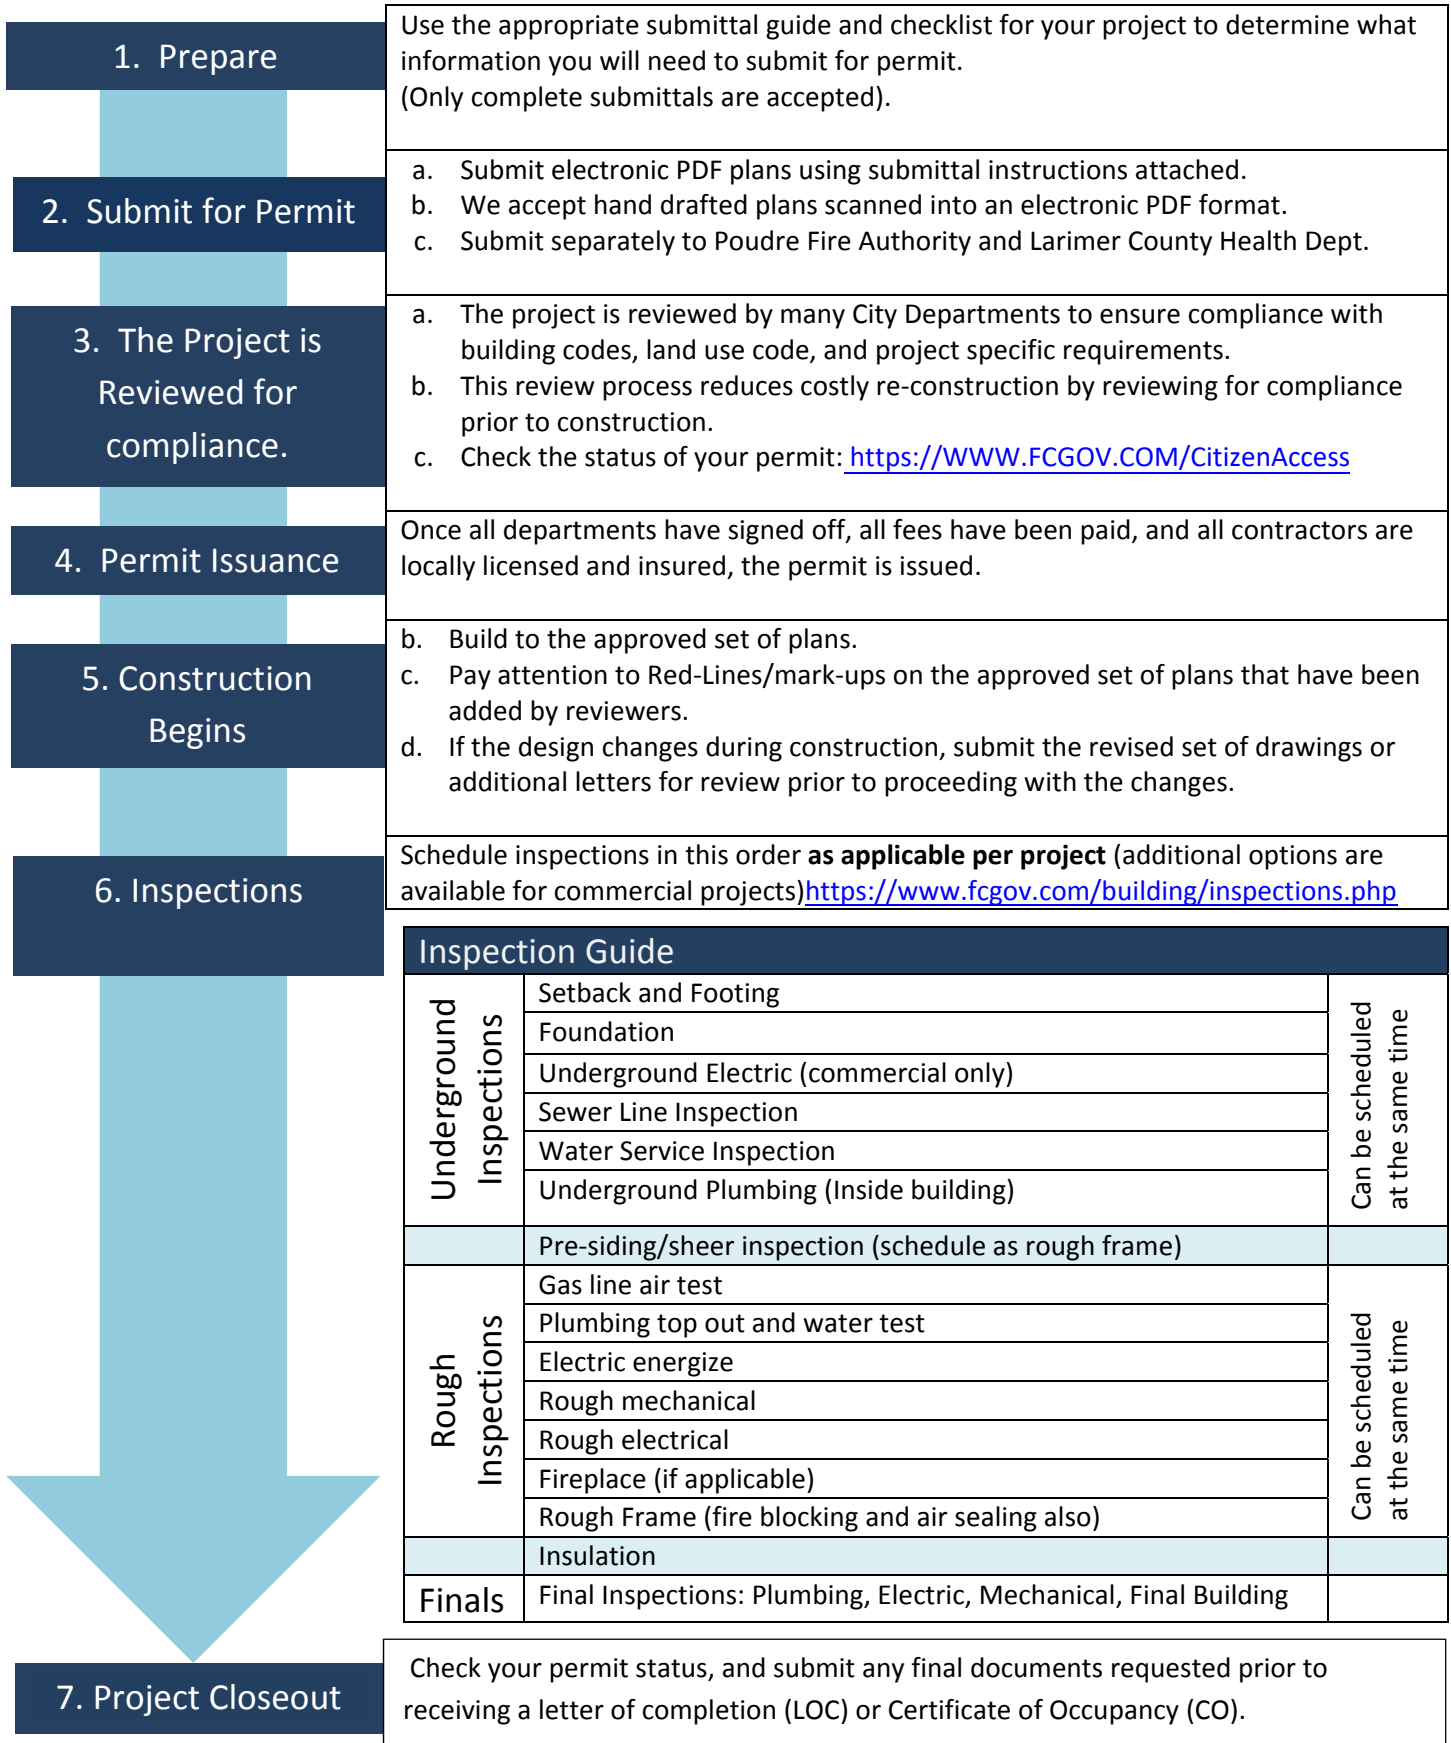 1. Prepare
Use the appropriate submittal guide and checklist for your project to determine what
information you will need to submit for permit.
(Only complete submittals are accepted).
2. Submit for Permit
a. Submit electronic PDF plans using submittal instructions attached.
b. We accept hand drafted plans scanned into an electronic PDF format.
c. Submit separately to Poudre Fire Authority and Larimer County Health Dept.
3. The Project is
Reviewed for
compliance.
a. The project is reviewed by many City Departments to ensure compliance with
building codes, land use code, and project specific requirements.
b. This review process reduces costly re-construction by reviewing for compliance
prior to construction.
c. Check the status of your permit: https://WWW.FCGOV.COM/CitizenAccess
4. Permit Issuance
Once all departments have signed off, all fees have been paid, and all contractors are
locally licensed and insured, the permit is issued.
5. Construction
Begins
b. Build to the approved set of plans.
c. Pay attention to Red-Lines/mark-ups on the approved set of plans that have been
added by reviewers.
d. If the design changes during construction, submit the revised set of drawings or
additional letters for review prior to proceeding with the changes.
6. Inspections
Schedule inspections in this order as applicable per project (additional options are
available for commercial projects)https://www.fcgov.com/building/inspections.php
Inspection Guide
Underground
Inspections
Setback and Footing
Foundation
Underground Electric (commercial only)
Sewer Line Inspection
Water Service Inspection
Underground Plumbing (Inside building)
Can be scheduled
at the same time
Pre-siding/sheer inspection (schedule as rough frame)
Rough
Inspections
Gas line air test
Plumbing top out and water test
Electric energize
Rough mechanical
Rough electrical
Fireplace (if applicable)
Rough Frame (fire blocking and air sealing also)
Can be scheduled
at the same time
Insulation
Finals
Final Inspections: Plumbing, Electric, Mechanical, Final Building
7. Project Closeout
Check your permit status, and submit any final documents requested prior to
receiving a letter of completion (LOC) or Certificate of Occupancy (CO).